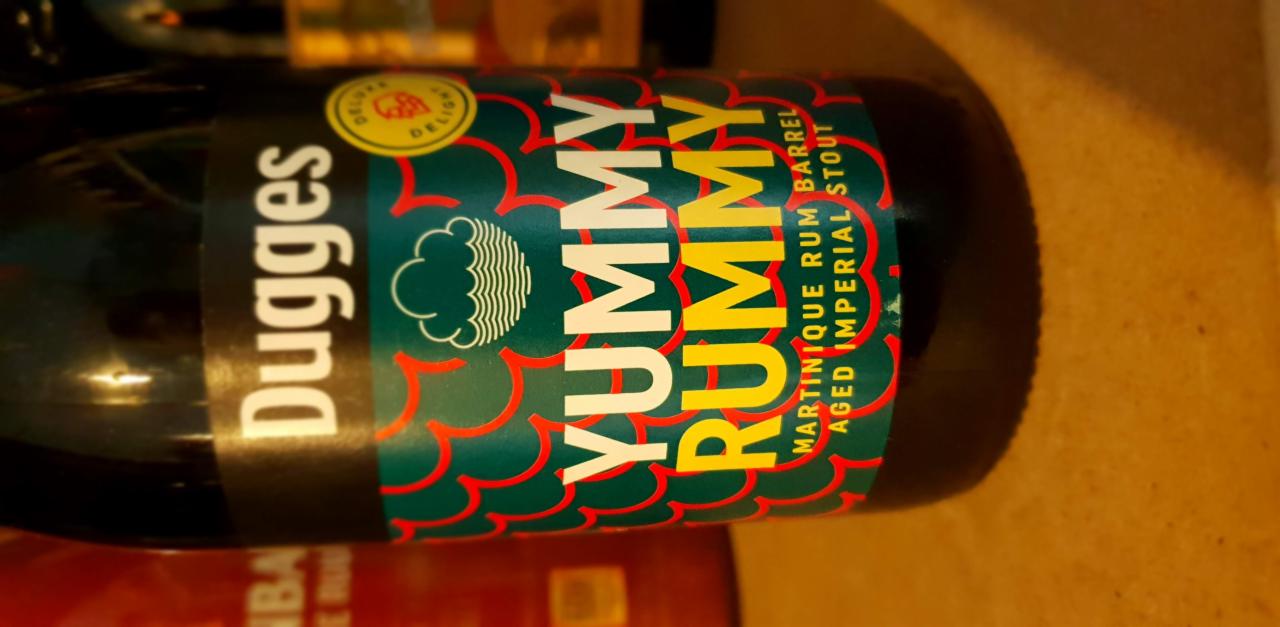 Dugges
DELUXE
DELIGHT
YUMMY
RUMMY
MARTINIQUE RUM BARREL
AGED IMPERIAL STOUT